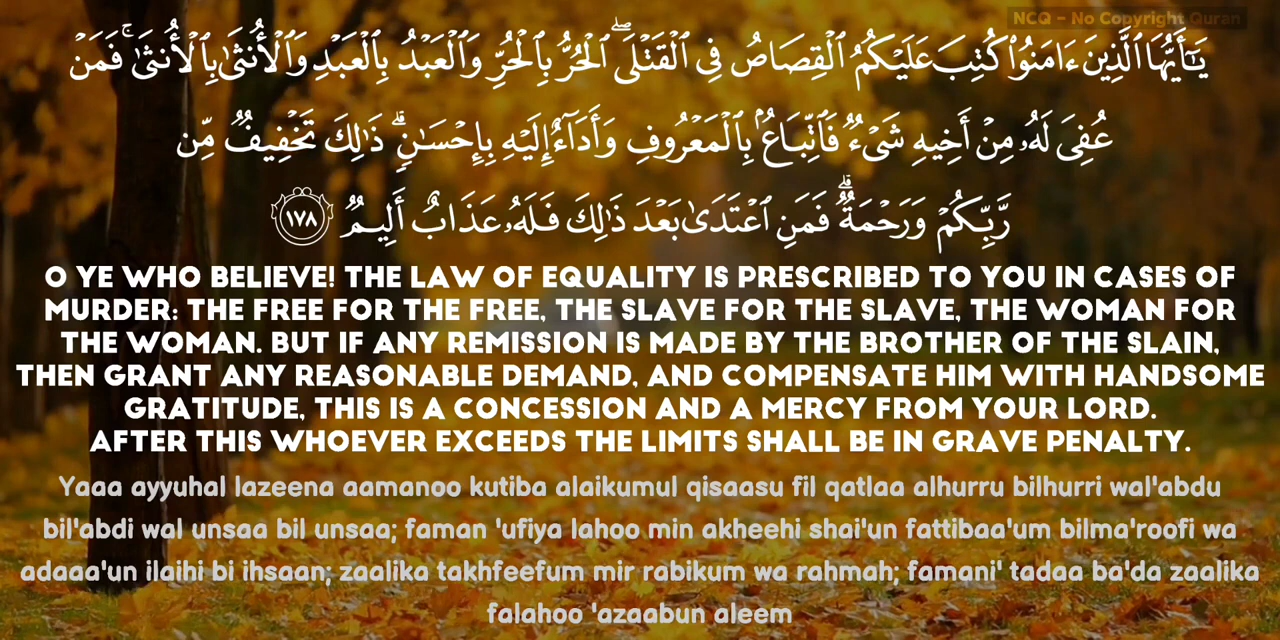 NCQ - No Copyright Quran
يَـٰٓأَيُّهَا ٱلَّذِينَ ءَامَنُوا۟ كُتِبَ عَلَيْكُمُ ٱلْقِصَاصُ فِى ٱلْقَتْلَى ۖ ٱلْحُرُّ بِٱلْحُرِّ وَٱلْعَبْدُ بِٱلْعَبْدِ وَٱلْأُنثَىٰ بِٱلْأُنثَىٰ ۚ فَمَنْ
عُفِىَ لَهُۥ مِنْ أَخِيهِ شَىْءٌ فَٱتِّبَاعٌۢ بِٱلْمَعْرُوفِ وَأَدَآءٌ إِلَيْهِ بِإِحْسَـٰنٍ ۗ ذَٰلِكَ تَخْفِيفٌ مِّن
رَّبِّكُمْ وَرَحْمَةٌ ۗ فَمَنِ ٱعْتَدَىٰ بَعْدَ ذَٰلِكَ فَلَهُۥ عَذَابٌ أَلِيمٌ ١٧٨
O YE WHO BELIEVE! THE LAW OF EQUALITY IS PRESCRIBED TO YOU IN CASES OF
MURDER: THE FREE FOR THE FREE, THE SLAVE FOR THE SLAVE, THE WOMAN FOR
THE WOMAN. BUT IF ANY REMISSION IS MADE BY THE BROTHER OF THE SLAIN,
THEN GRANT ANY REASONABLE DEMAND, AND COMPENSATE HIM WITH HANDSOME
GRATITUDE, THIS IS A CONCESSION AND A MERCY FROM YOUR LORD.
AFTER THIS WHOEVER EXCEEDS THE LIMITS SHALL BE IN GRAVE PENALTY.
Yaaa ayyuhal lazeena aamanoo kutiba alaikumul qisaasu fil qatlaa alhurru bilhurri wal'abdu
bil'abdi wal unsaa bil unsaa; faman 'ufiya lahoo min akheehi shai'un fattibaa'um bilma'roofi wa
adaaa'un ilaihi bi ihsaan; zaalika takhfeefum mir rabikum wa rahmah; famani' tadaa ba'da zaalika
falahoo 'azaabun aleem